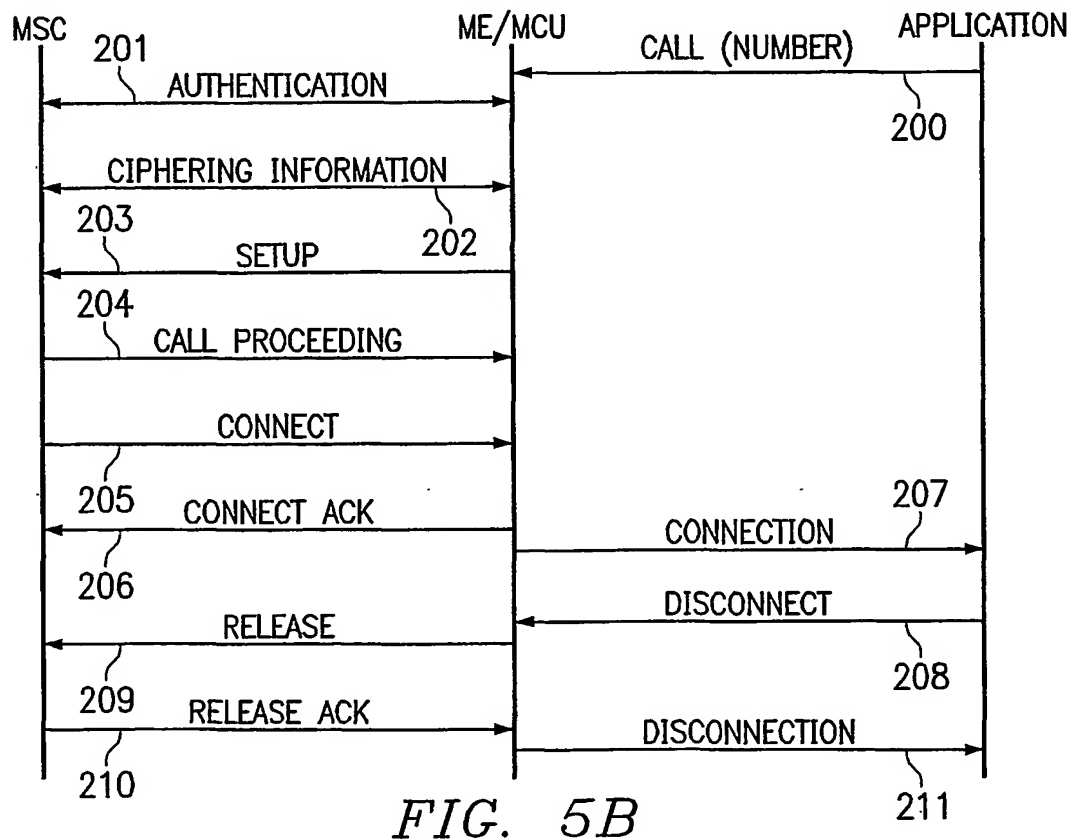 MSC ME/MCU APPLICATION
CALL (NUMBER)
200
201
AUTHENTICATION
CIPHERING INFORMATION
202
203
SETUP
204
CALL PROCEEDING
CONNECT
205
CONNECT ACK
206
207
CONNECTION
DISCONNECT
208
RELEASE
209
RELEASE ACK
210
DISCONNECTION
211
FIG. 5B